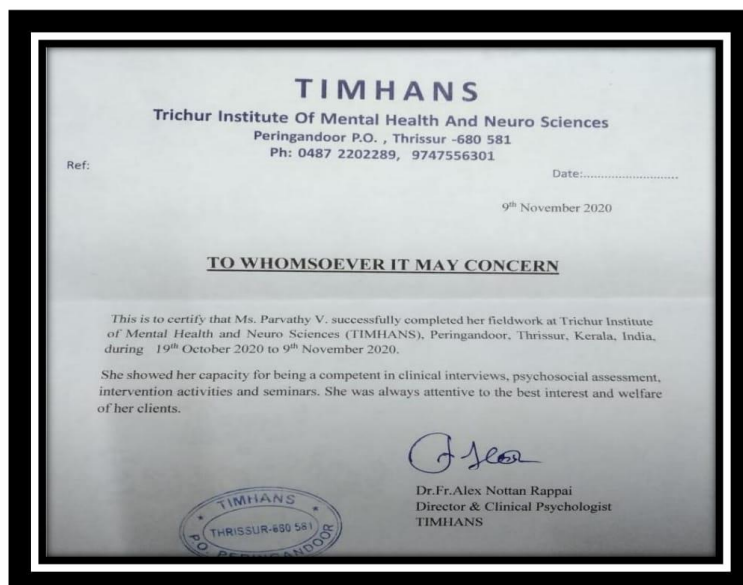 TIMHANS
Trichur Institute Of Mental Health And Neuro Sciences
Peringandoor P.O. , Thrissur -680 581
Ph: 0487 2202289, 9747556301
Ref:
Date:............................
9th November 2020
TO WHOMSOEVER IT MAY CONCERN
This is to certify that Ms. Parvathy V. successfully completed her fieldwork at Trichur Institute
of Mental Health and Neuro Sciences (TIMHANS), Peringandoor, Thrissur, Kerala, India,
during 19th October 2020 to 9th November 2020.
She showed her capacity for being a competent in clinical interviews, psychosocial assessment,
intervention activities and seminars. She was always attentive to the best interest and welfare
of her clients.
Dr.Fr.Alex Nottan Rappai
Director & Clinical Psychologist
TIMHANS
TIMHANS
THRISSUR-680 581
P.O. PERINGANDOOR